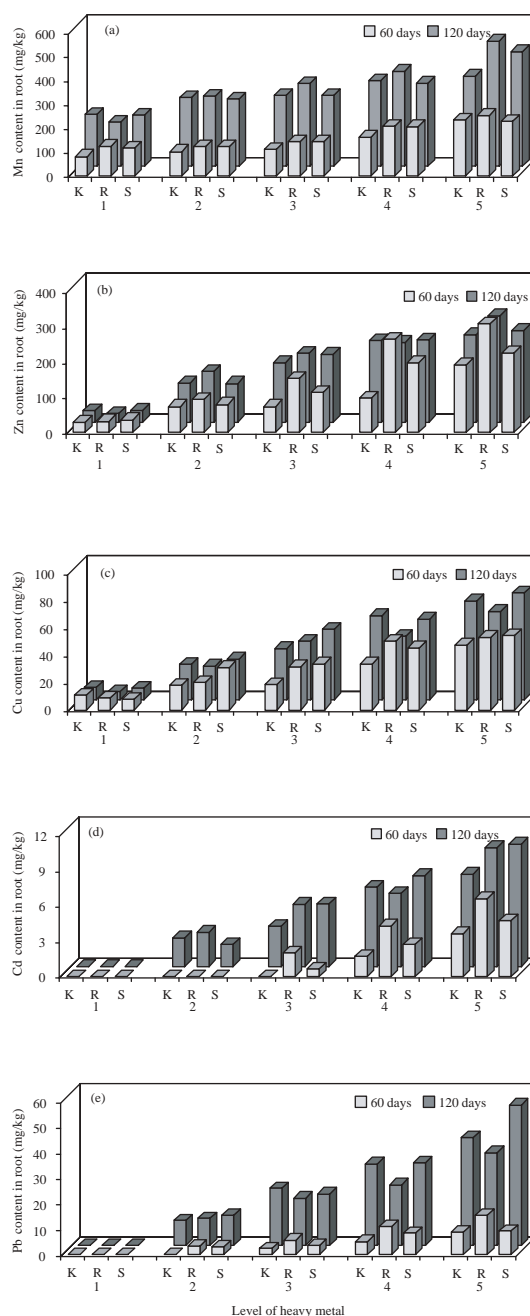 (a)
60 days 120 days
Mn content in root (mg/kg)
600
500
400
300
200
100
0
K R S K R S K R S K R S K R S
1 2 3 4 5
(b)
60 days 120 days
Zn content in root (mg/kg)
400
300
200
100
0
K R S K R S K R S K R S K R S
1 2 3 4 5
(c)
60 days 120 days
Cu content in root (mg/kg)
100
80
60
40
20
0
K R S K R S K R S K R S K R S
1 2 3 4 5
(d)
60 days 120 days
Cd content in root (mg/kg)
12
9
6
3
0
K R S K R S K R S K R S K R S
1 2 3 4 5
(e)
60 days 120 days
Pb content in root (mg/kg)
60
50
40
30
20
10
0
K R S K R S K R S K R S K R S
1 2 3 4 5
Level of heavy metal